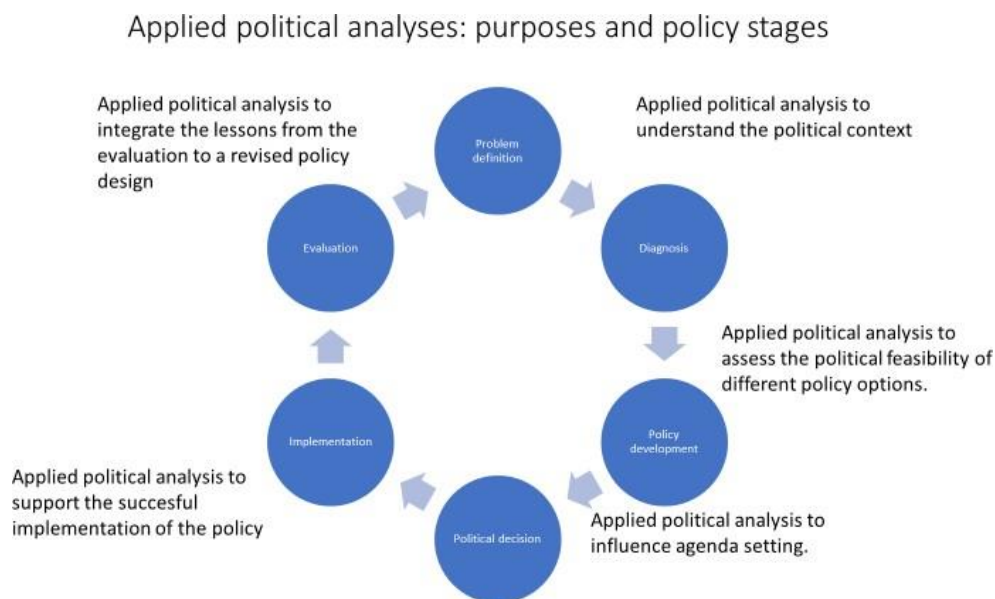 Applied political analyses: purposes and policy stages
Applied political analysis to
integrate the lessons from the
evaluation to a revised policy
design
Problem
definition
Applied political analysis to
understand the political context
Evaluation
Diagnosis
Applied political analysis to
assess the political feasibility of
different policy options.
Implementation
Policy
development
Applied political analysis to
support the succesful
implementation of the policy
Political decision
Applied political analysis to
influence agenda setting.